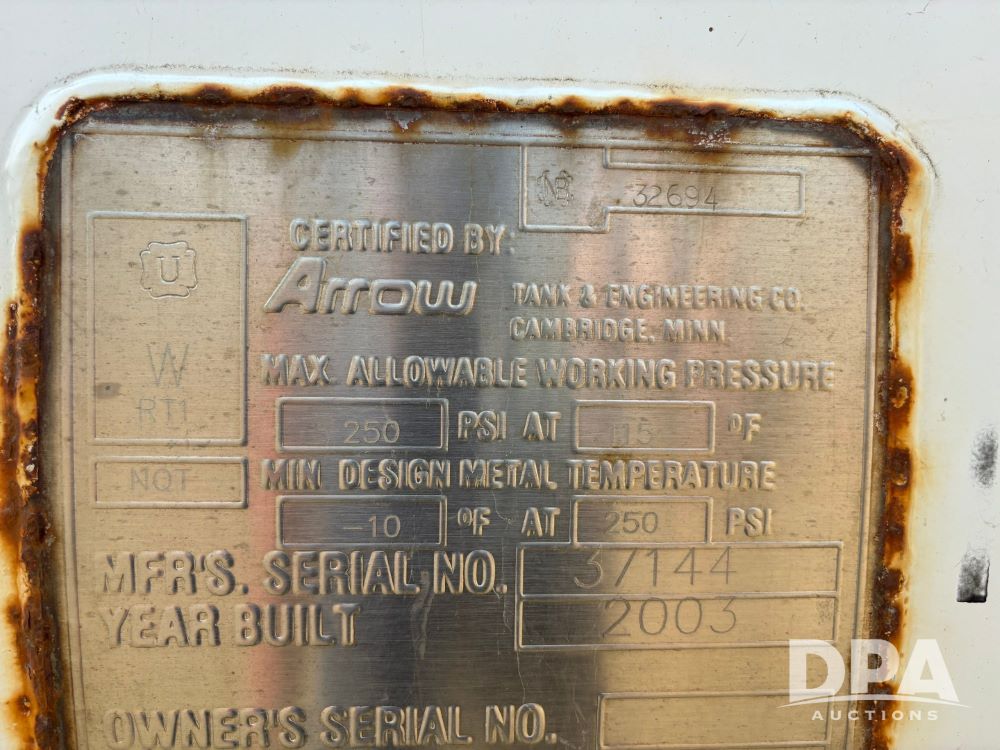 NB 32694
U
W
RT1
NOT
CERTIFIED BY:
Arrow TANK & ENGINEERING CO.
CAMBRIDGE, MINN.
MAX. ALLOWABLE WORKING PRESSURE
250 PSI AT 115 °F
MIN DESIGN METAL TEMPERATURE
-10 °F AT 250 PSI
MFR'S. SERIAL NO. 37144
YEAR BUILT 2003
OWNER'S SERIAL NO.
DPA
AUCTIONS